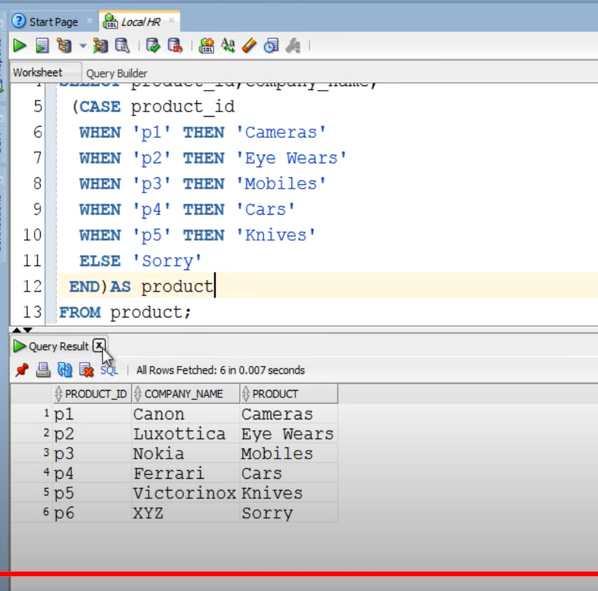 Start Page
Local HR
Worksheet Query Builder
SELECT product_id,company_name,
5 (CASE product_id
6 WHEN 'p1' THEN 'Cameras'
7 WHEN 'p2' THEN 'Eye Wears'
8 WHEN 'p3' THEN 'Mobiles'
9 WHEN 'p4' THEN 'Cars'
10 WHEN 'p5' THEN 'Knives'
11 ELSE 'Sorry'
12 END)AS product
13 FROM product;
Query Result
SQL | All Rows Fetched: 6 in 0.007 seconds
PRODUCT_ID COMPANY_NAME PRODUCT
1 p1 Canon Cameras
2 p2 Luxottica Eye Wears
3 p3 Nokia Mobiles
4 p4 Ferrari Cars
5 p5 Victorinox Knives
6 p6 XYZ Sorry